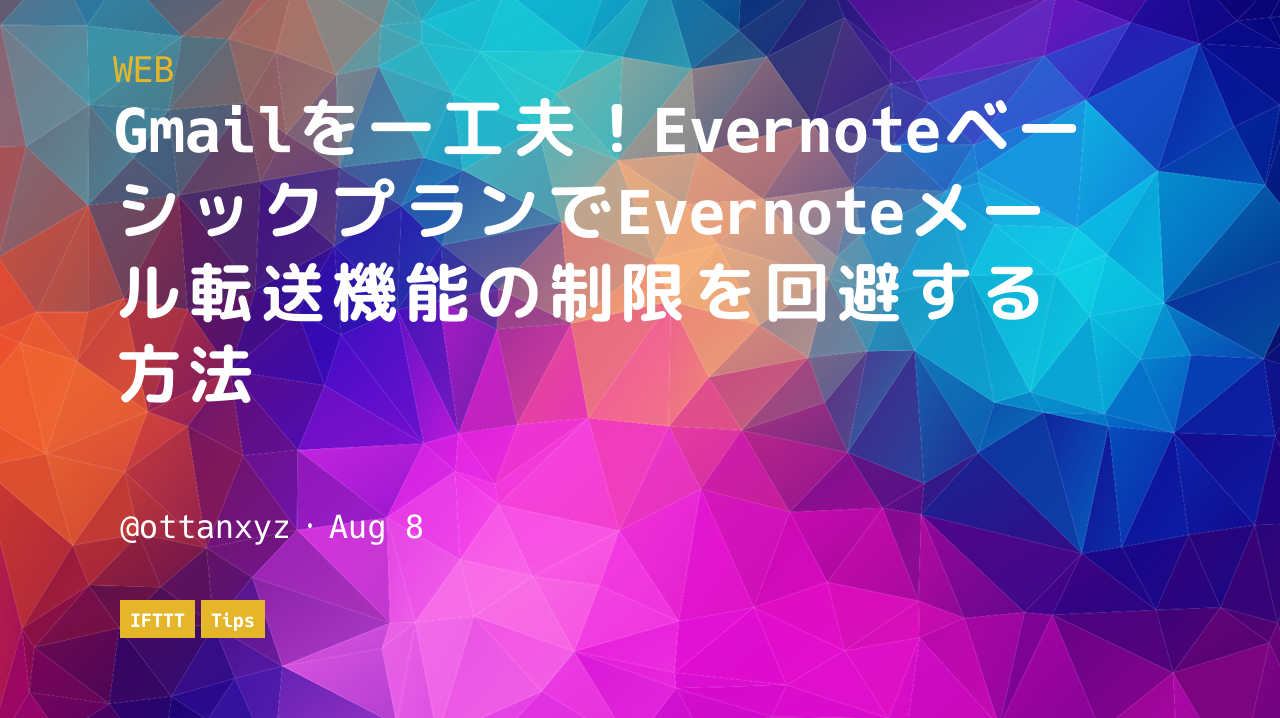 WEB
Gmailを一工夫！Evernoteベー
シックプランでEvernoteメー
ル転送機能の制限を回避する
方法
@ottanxyz · Aug 8
IFTTT Tips